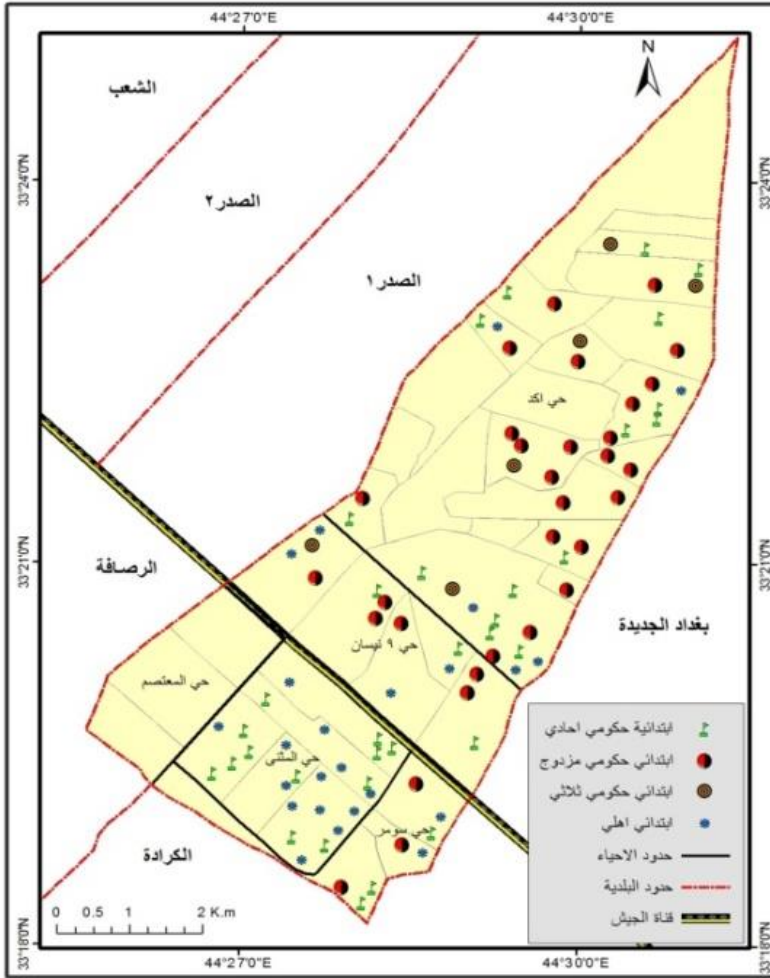 44°27'0"E
44°30'0"E
N
الشعب
33°24'0"N
33°24'0"N
الصدر٢
الصدر١
حي اكد
33°21'0"N
33°21'0"N
الرصافة
بغداد الجديدة
حي ٩ نيسان
حي المعتصم
حي المثنى
حي سومر
الكرادة
ابتدائية حكومي احادي
ابتدائي حكومي مزدوج
ابتدائي حكومي ثلاثي
ابتدائي اهلي
حدود الاحياء
حدود البلدية
قناة الجيش
0 0.5 1 2 K.m
33°18'0"N
33°18'0"N
44°27'0"E
44°30'0"E